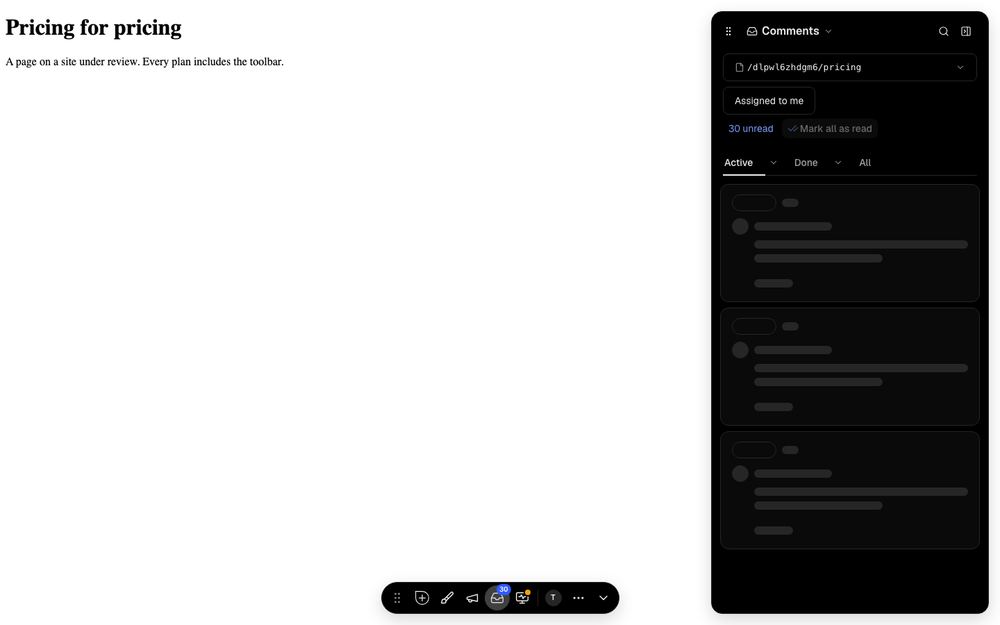 Pricing for pricing
A page on a site under review. Every plan includes the toolbar.
Comments
/dlpwl6zhdgm6/pricing
Assigned to me
30 unread
Mark all as read
Active
Done
All
30
T